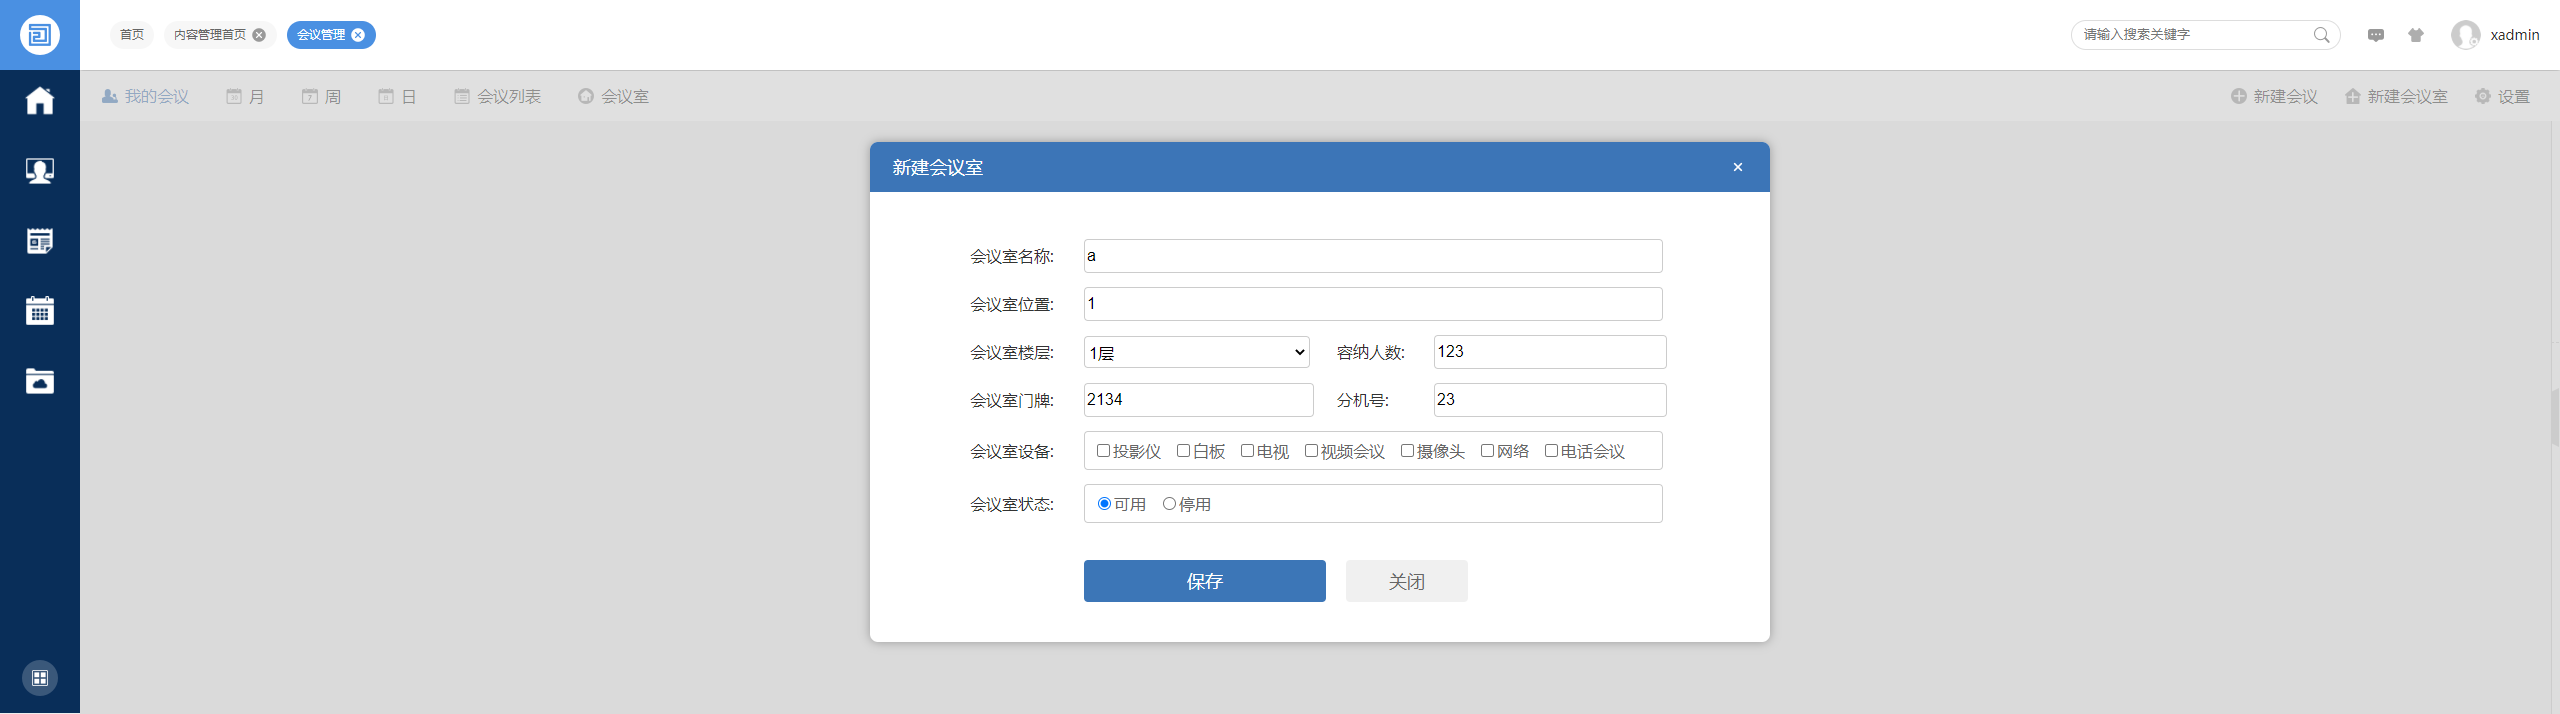 首页 内容管理首页 会议管理 请输入搜索关键字 xadmin
我的会议 月 周 日 会议列表 会议室 新建会议 新建会议室 设置
新建会议室 ×
会议室名称: a
会议室位置: 1
会议室楼层: 1层 容纳人数: 123
会议室门牌: 2134 分机号: 23
会议室设备: 投影仪 白板 电视 视频会议 摄像头 网络 电话会议
会议室状态: 可用 停用
保存 关闭